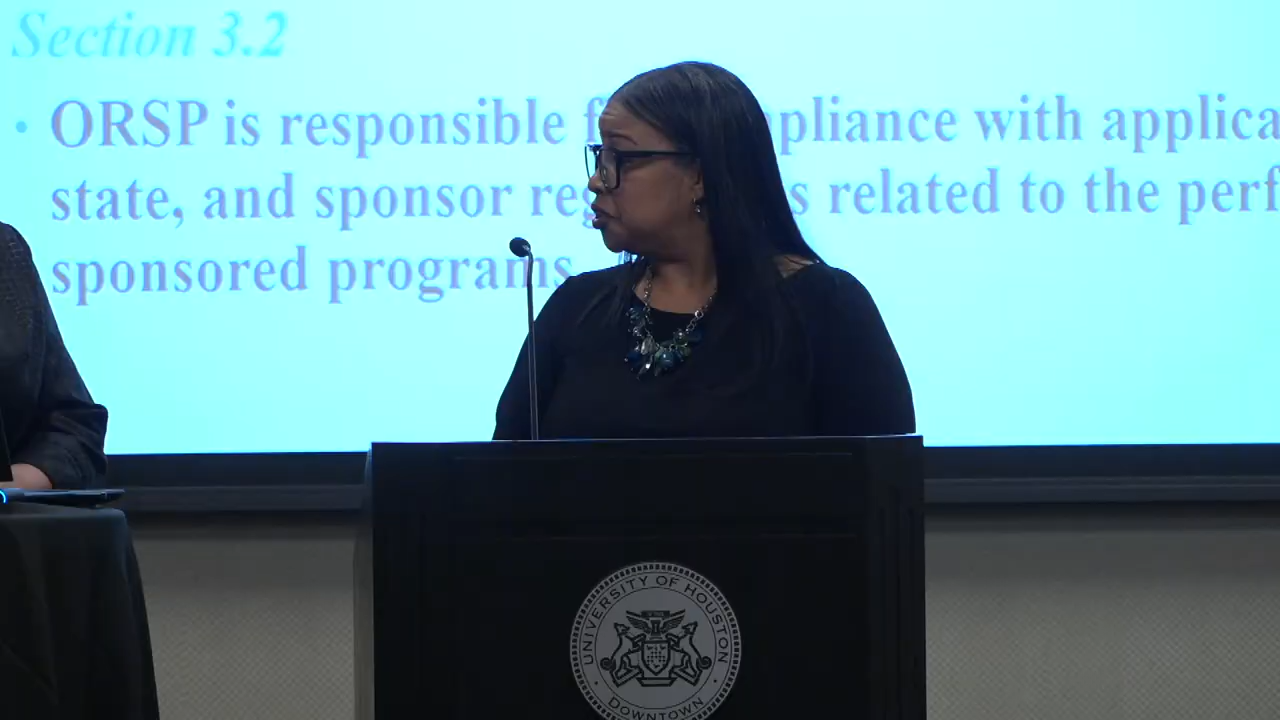 Section 3.2
• ORSP is responsible mpliance with applica
state, and sponsor reg s related to the perf
sponsored programs
UNIVERSITY OF HOUSTON
DOWNTOWN